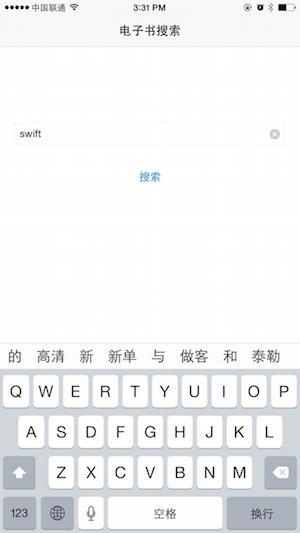 中国联通 3:31 PM
电子书搜索
swift
搜索
的 高清 新 新单 与 做客 和 泰勒
Q W E R T Y U I O P
A S D F G H J K L
Z X C V B N M
123 空格 换行